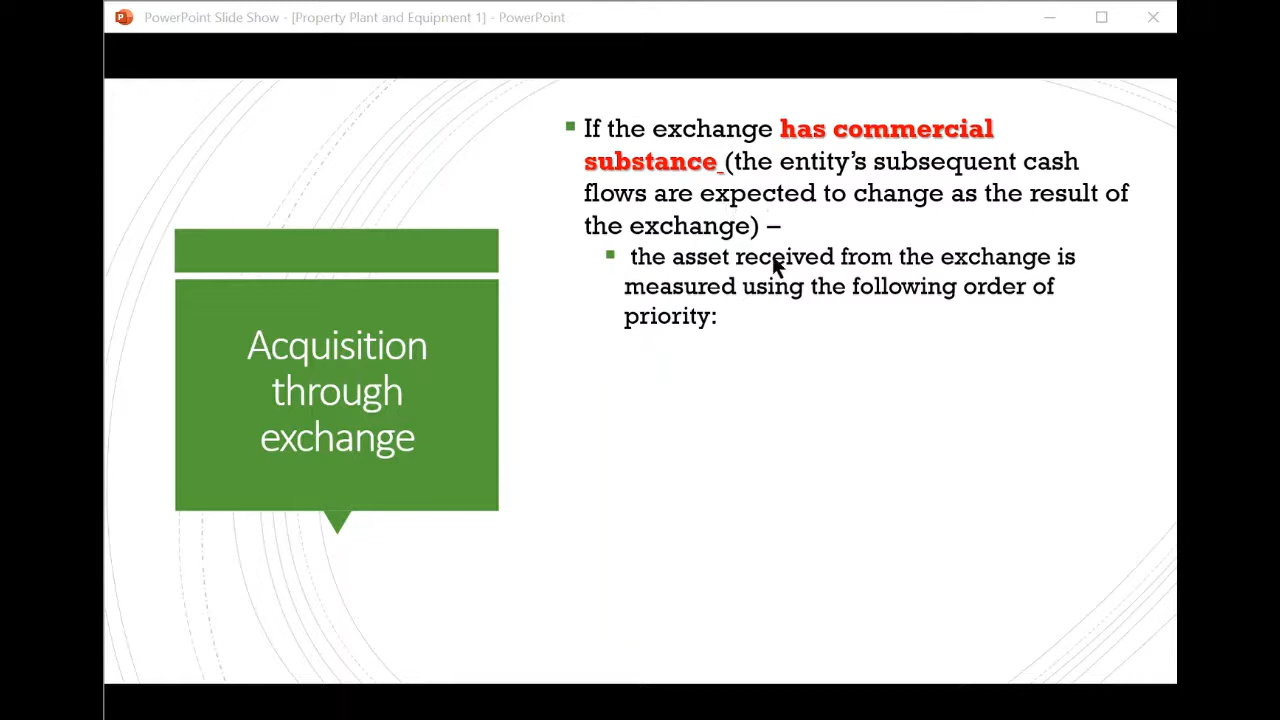 PowerPoint Slide Show - [Property Plant and Equipment 1] - PowerPoint
If the exchange has commercial
substance (the entity’s subsequent cash
flows are expected to change as the result of
the exchange) –
the asset received from the exchange is
measured using the following order of
priority:
Acquisition
through
exchange